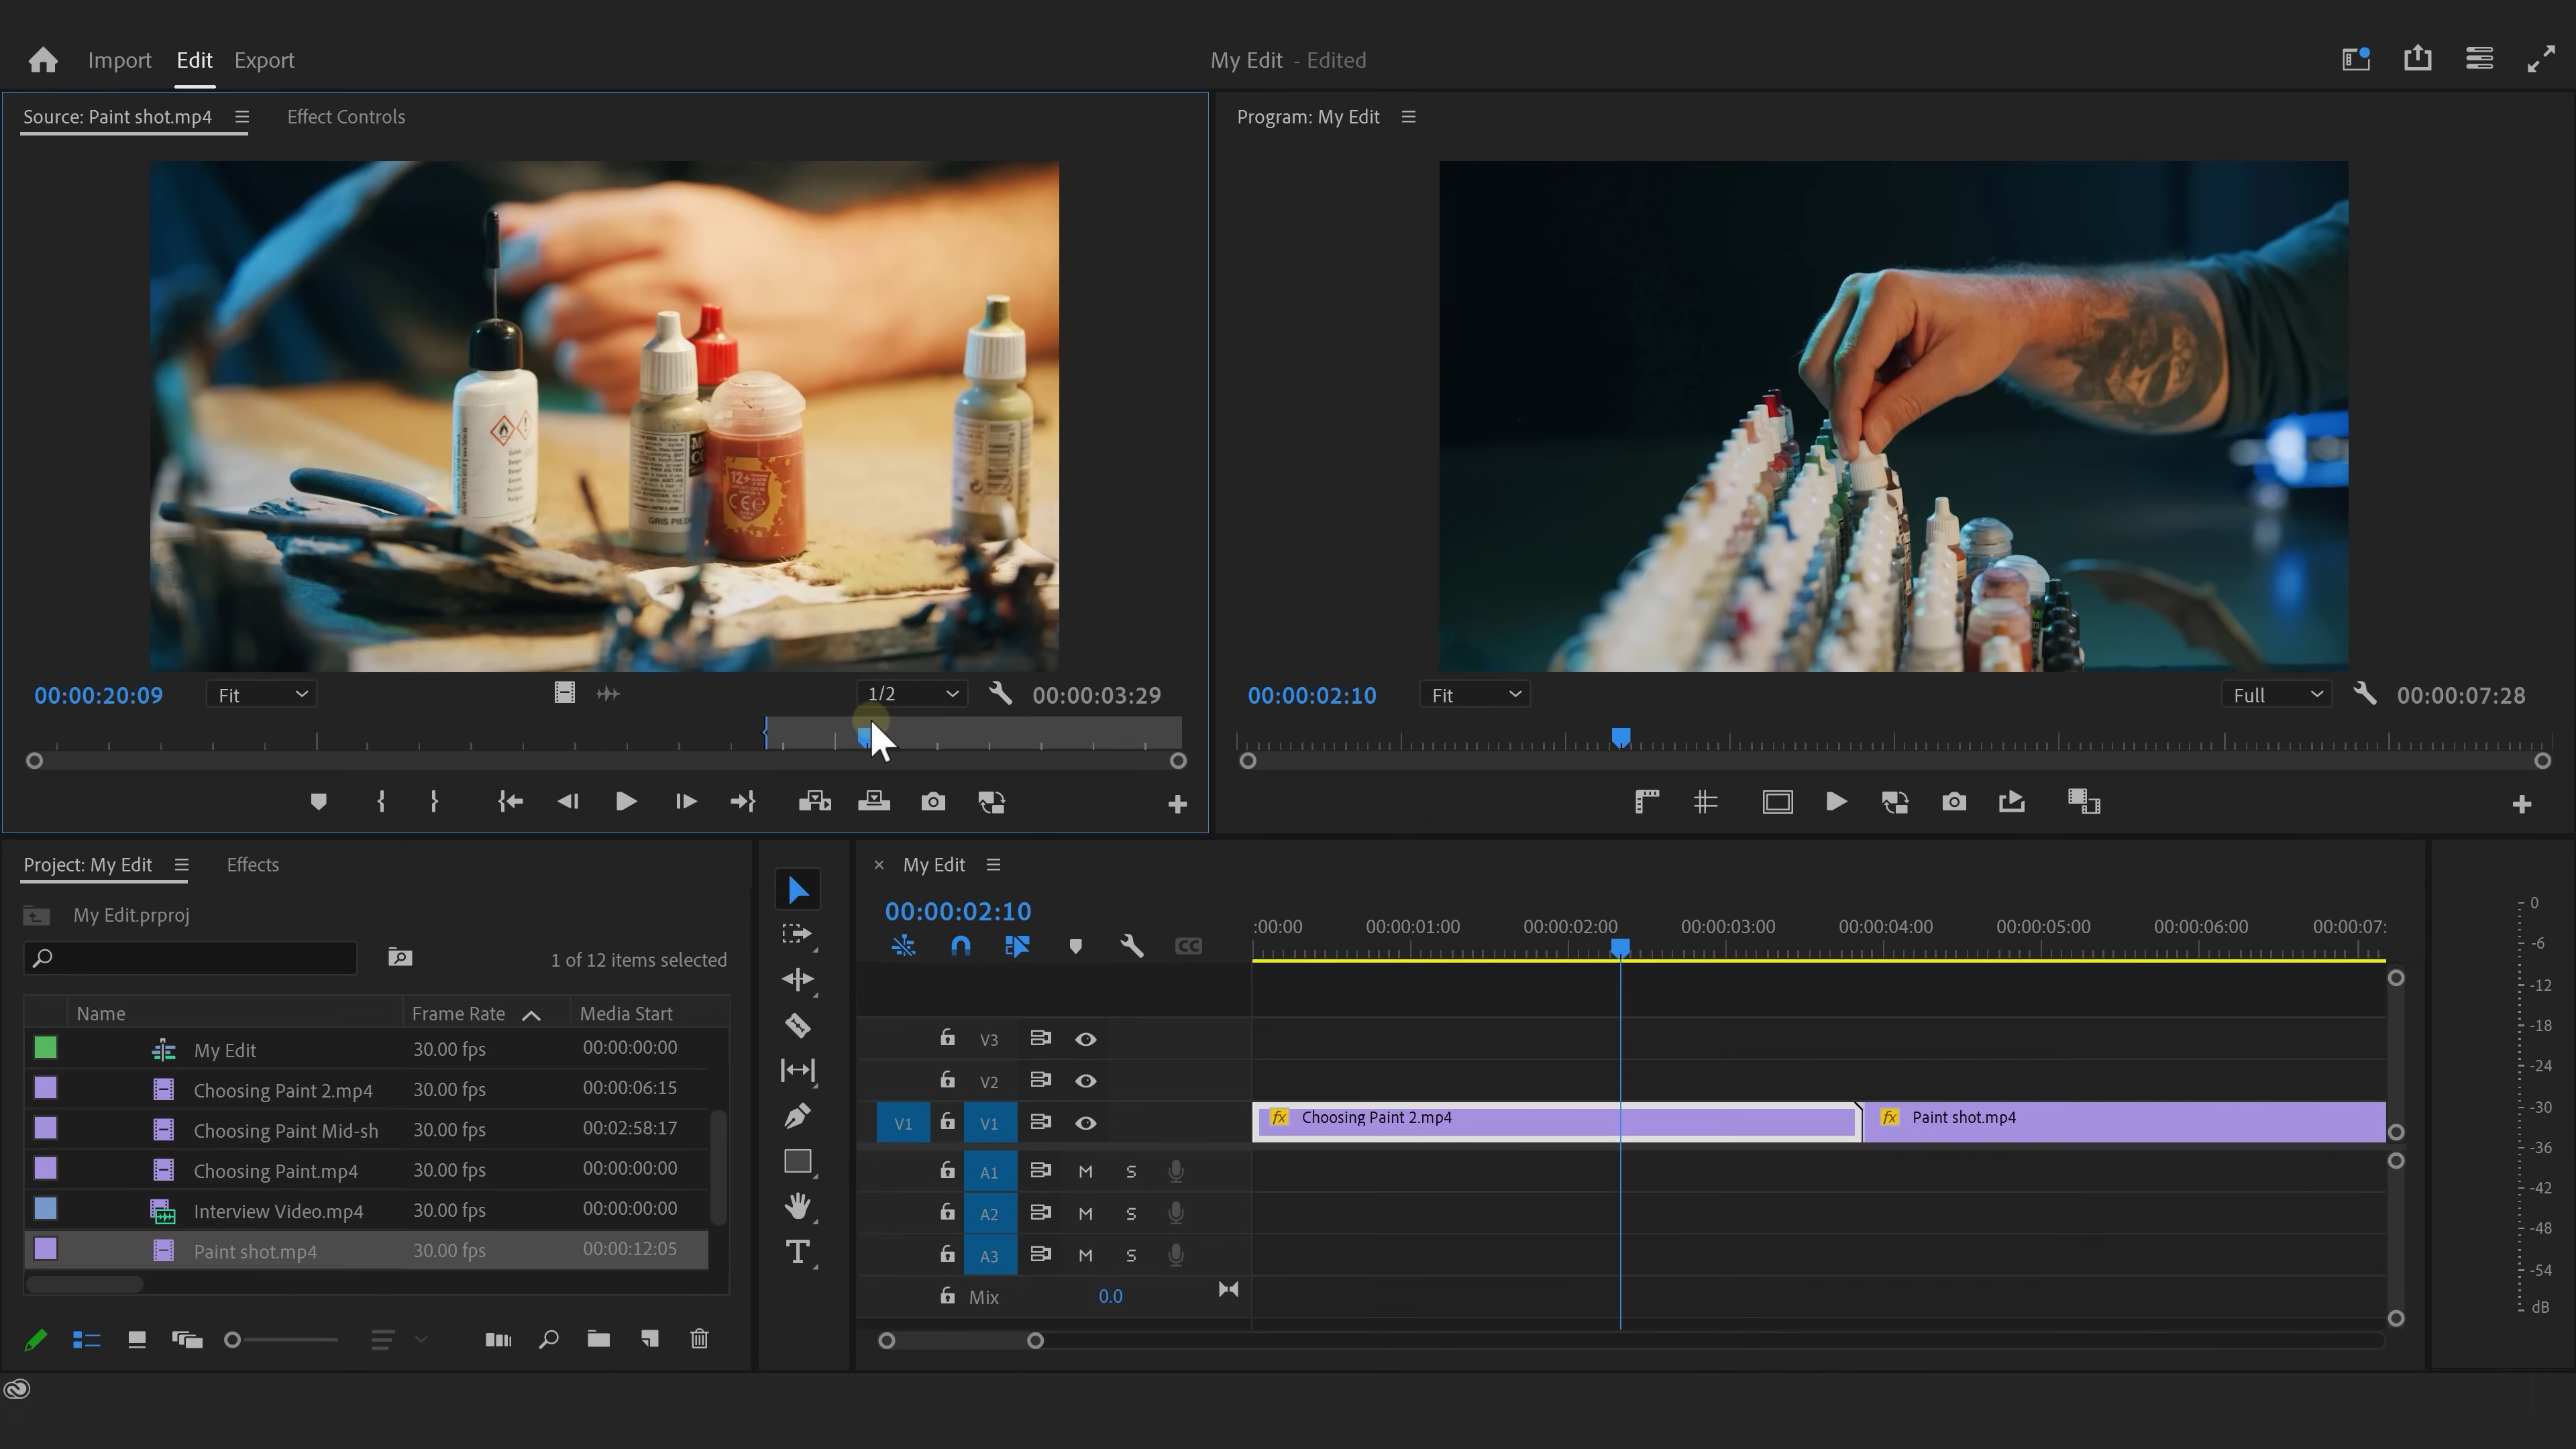 Import Edit Export
My Edit - Edited
Source: Paint shot.mp4 Effect Controls
12+
CE
GRIS PIED
00:00:20:09 Fit 1/2 00:00:03:29
Program: My Edit
00:00:02:10 Fit Full 00:00:07:28
Project: My Edit Effects
My Edit.prproj
1 of 12 items selected
Name Frame Rate Media Start
My Edit 30.00 fps 00:00:00:00
Choosing Paint 2.mp4 30.00 fps 00:00:06:15
Choosing Paint Mid-sh 30.00 fps 00:02:58:17
Choosing Paint.mp4 30.00 fps 00:00:00:00
Interview Video.mp4 30.00 fps 00:00:00:00
Paint shot.mp4 30.00 fps 00:00:12:05
T
× My Edit
00:00:02:10
CC
:00:00 00:00:01:00 00:00:02:00 00:00:03:00 00:00:04:00 00:00:05:00 00:00:06:00 00:00:07:
V3
V2
V1 V1 fx Choosing Paint 2.mp4 fx Paint shot.mp4
A1 M S
A2 M S
A3 M S
Mix 0.0
0
-6
-12
-18
-24
-30
-36
-42
-48
-54
dB